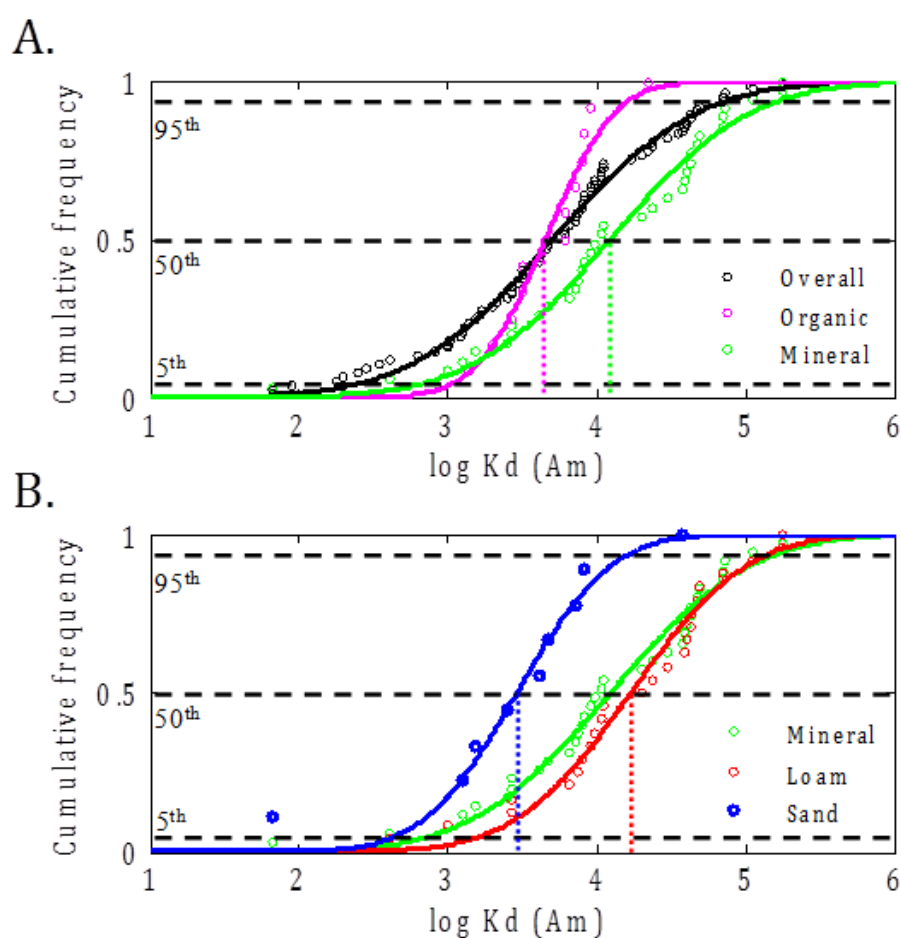 A.
Cumulative frequency
1
95th
0.5
50th
5th
0
Overall
Organic
Mineral
1 2 3 4 5 6
log Kd (Am)
B.
Cumulative frequency
1
95th
0.5
50th
5th
0
Mineral
Loam
Sand
1 2 3 4 5 6
log Kd (Am)